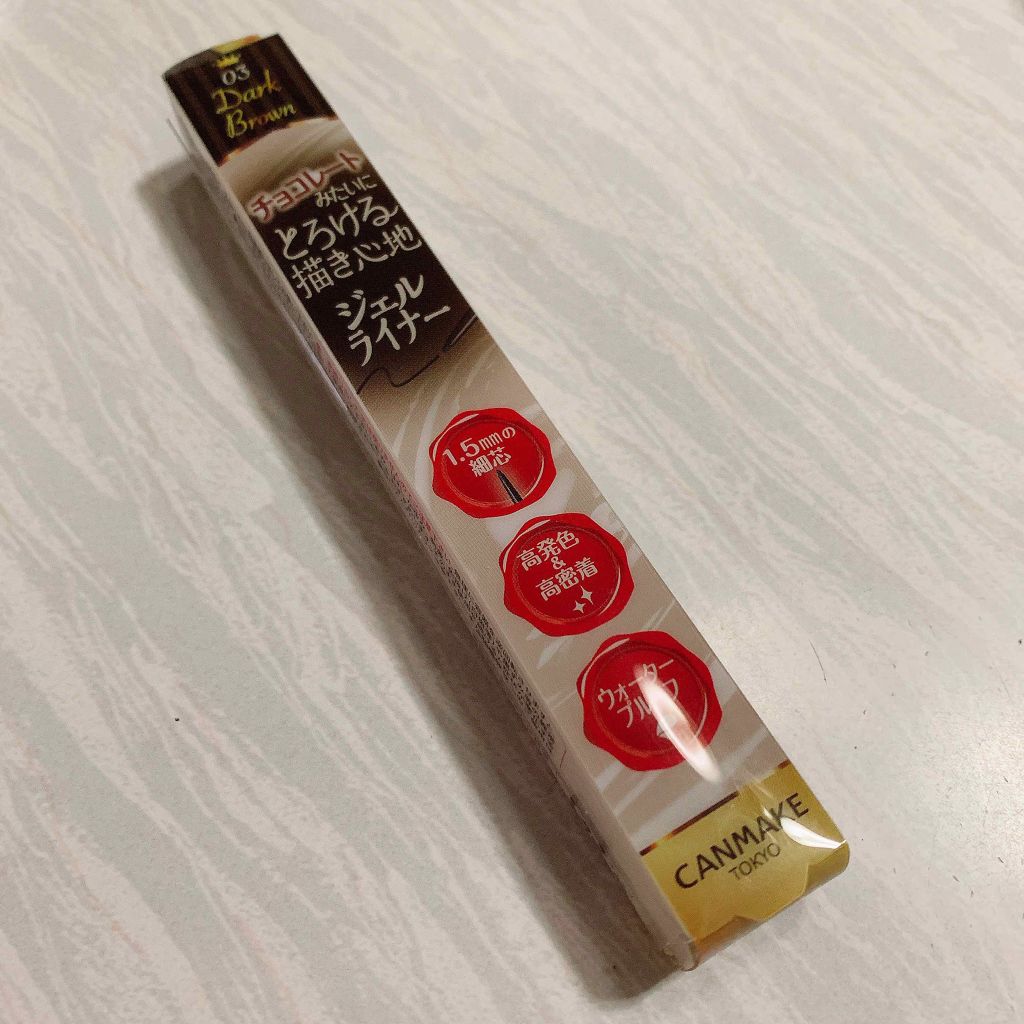 03
Dark
Brown
チョコレート
みたいに
とろける
描き心地
ジェル
ライナー
1.5mmの
細芯
高発色
&
高密着
ウォーター
プルーフ
CANMAKE
TOKYO